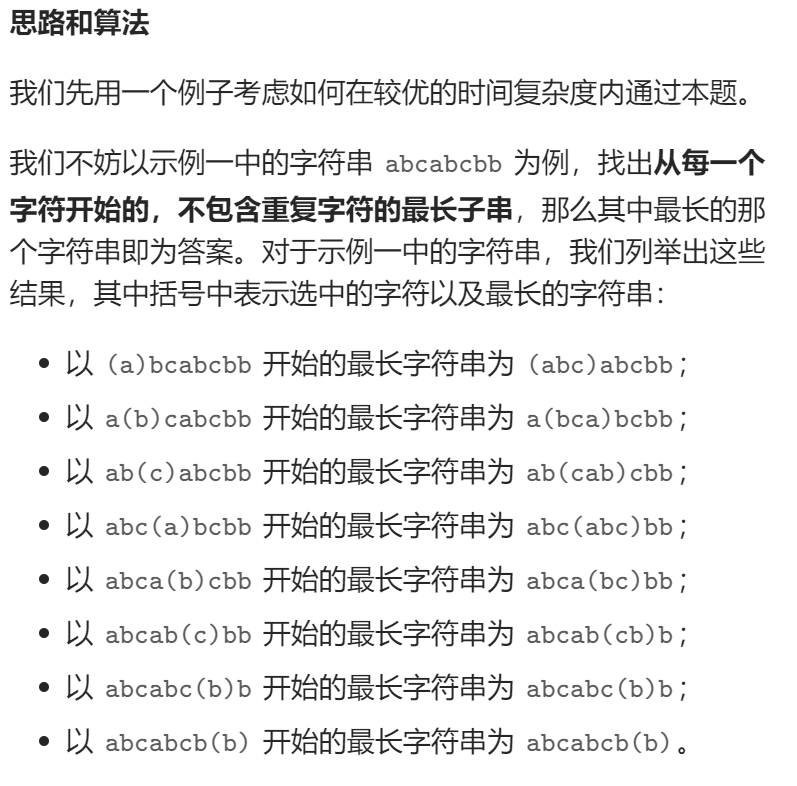 思路和算法
我们先用一个例子考虑如何在较优的时间复杂度内通过本题。
我们不妨以示例一中的字符串 abcabcbb 为例，找出从每一个
字符开始的，不包含重复字符的最长子串，那么其中最长的那
个字符串即为答案。对于示例一中的字符串，我们列举出这些
结果，其中括号中表示选中的字符以及最长的字符串：
• 以 (a)bcabcbb 开始的最长字符串为 (abc)abcbb；
• 以 a(b)cabcbb 开始的最长字符串为 a(bca)bcbb；
• 以 ab(c)abcbb 开始的最长字符串为 ab(cab)cbb；
• 以 abc(a)bcbb 开始的最长字符串为 abc(abc)bb；
• 以 abca(b)cbb 开始的最长字符串为 abca(bc)bb；
• 以 abcab(c)bb 开始的最长字符串为 abcab(cb)b；
• 以 abcabc(b)b 开始的最长字符串为 abcabc(b)b；
• 以 abcabcb(b) 开始的最长字符串为 abcabcb(b)。